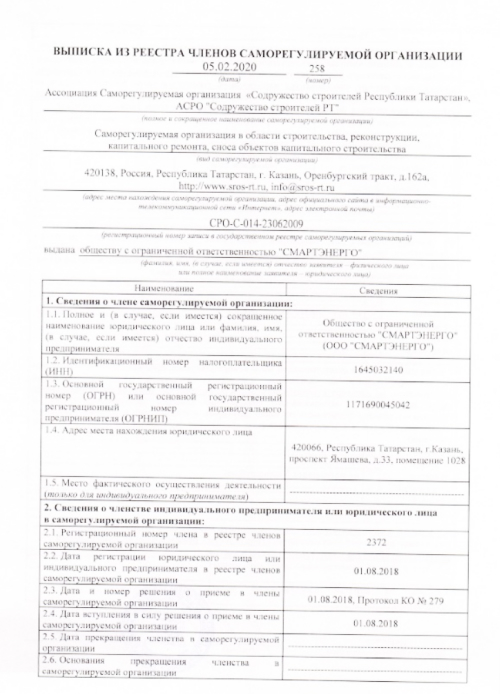 ВЫПИСКА ИЗ РЕЕСТРА ЧЛЕНОВ САМОРЕГУЛИРУЕМОЙ ОРГАНИЗАЦИИ
05.02.2020 258
(дата) (номер)
Ассоциация Саморегулируемая организация «Содружество строителей Республики Татарстан»,
АСРО "Содружество строителей РТ"
(полное и сокращенное наименование саморегулируемой организации)
Саморегулируемая организация в области строительства, реконструкции,
капитального ремонта, сноса объектов капитального строительства
(вид саморегулируемой организации)
420138, Россия, Республика Татарстан, г. Казань, Оренбургский тракт, д.162а,
http://www.sros-rt.ru, info@sros-rt.ru
(адрес места нахождения саморегулируемой организации, адрес официального сайта в информационно-
телекоммуникационной сети «Интернет», адрес электронной почты)
СРО-С-014-23062009
(регистрационный номер записи в государственном реестре саморегулируемых организаций)
выдана обществу с ограниченной ответственностью "СМАРТЭНЕРГО"
(фамилия, имя, (в случае, если имеется) отчество заявителя - физического лица
или полное наименование заявителя - юридического лица)
Наименование Сведения
1. Сведения о члене саморегулируемой организации:
1.1. Полное и (в случае, если имеется) сокращенное
наименование юридического лица или фамилия, имя,
(в случае, если имеется) отчество индивидуального
предпринимателя
Общество с ограниченной
ответственностью "СМАРТЭНЕРГО"
(ООО "СМАРТЭНЕРГО")
1.2. Идентификационный номер налогоплательщика
(ИНН)
1645032140
1.3. Основной государственный регистрационный
номер (ОГРН) или основной государственный
регистрационный номер индивидуального
предпринимателя (ОГРНИП)
1171690045042
1.4. Адрес места нахождения юридического лица
420066, Республика Татарстан, г.Казань,
проспект Ямашева, д.33, помещение 1028
1.5. Место фактического осуществления деятельности
(только для индивидуального предпринимателя)
2. Сведения о членстве индивидуального предпринимателя или юридического лица
в саморегулируемой организации:
2.1. Регистрационный номер члена в реестре членов
саморегулируемой организации
2372
2.2. Дата регистрации юридического лица или
индивидуального предпринимателя в реестре членов
саморегулируемой организации
01.08.2018
2.3. Дата и номер решения о приеме в члены
саморегулируемой организации
01.08.2018, Протокол КО № 279
2.4. Дата вступления в силу решения о приеме в члены
саморегулируемой организации
01.08.2018
2.5. Дата прекращения членства в саморегулируемой
организации
2.6. Основания прекращения членства в
саморегулируемой организации